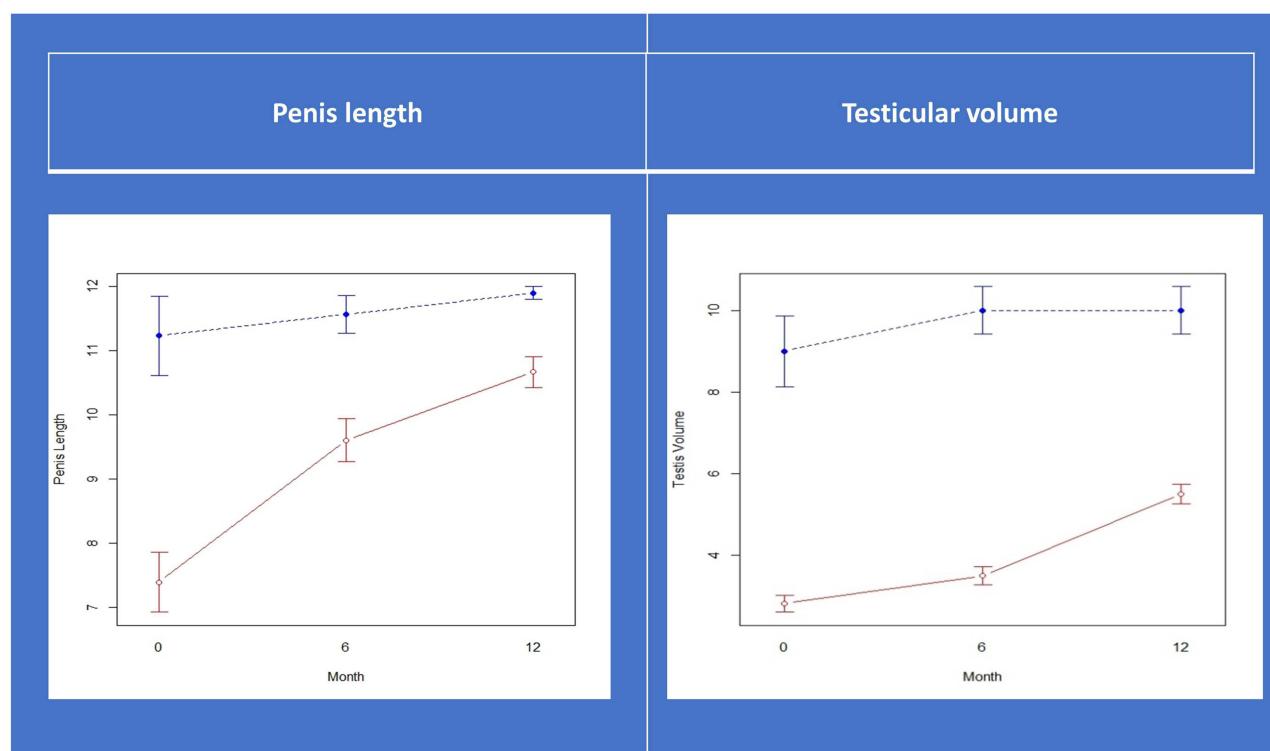 Penis length
Testicular volume
Penis Length
12
11
10
9
8
7
0 6 12
Month
Testis Volume
10
8
6
4
0 6 12
Month